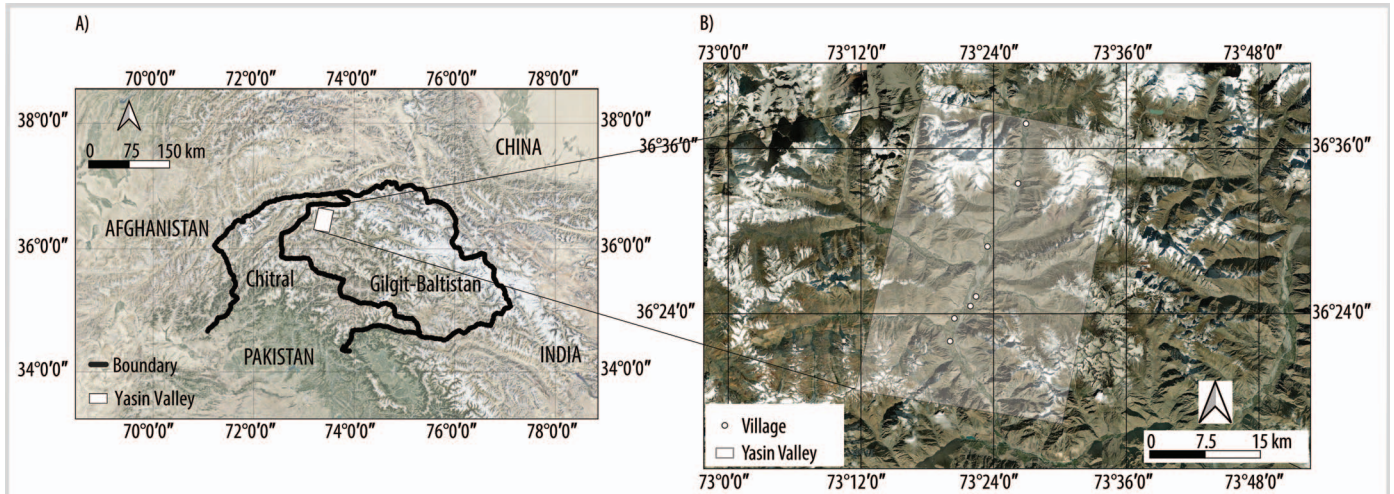 A)
70°0'0" 72°0'0" 74°0'0" 76°0'0" 78°0'0"
38°0'0" 38°0'0"
0 75 150 km
CHINA
AFGHANISTAN
36°0'0" 36°0'0"
Chitral
Gilgit-Baltistan
PAKISTAN
INDIA
34°0'0" 34°0'0"
Boundary
Yasin Valley
70°0'0" 72°0'0" 74°0'0" 76°0'0" 78°0'0"
B)
73°0'0" 73°12'0" 73°24'0" 73°36'0" 73°48'0"
36°36'0" 36°36'0"
36°24'0" 36°24'0"
Village
Yasin Valley
0 7.5 15 km
73°0'0" 73°12'0" 73°24'0" 73°36'0" 73°48'0"